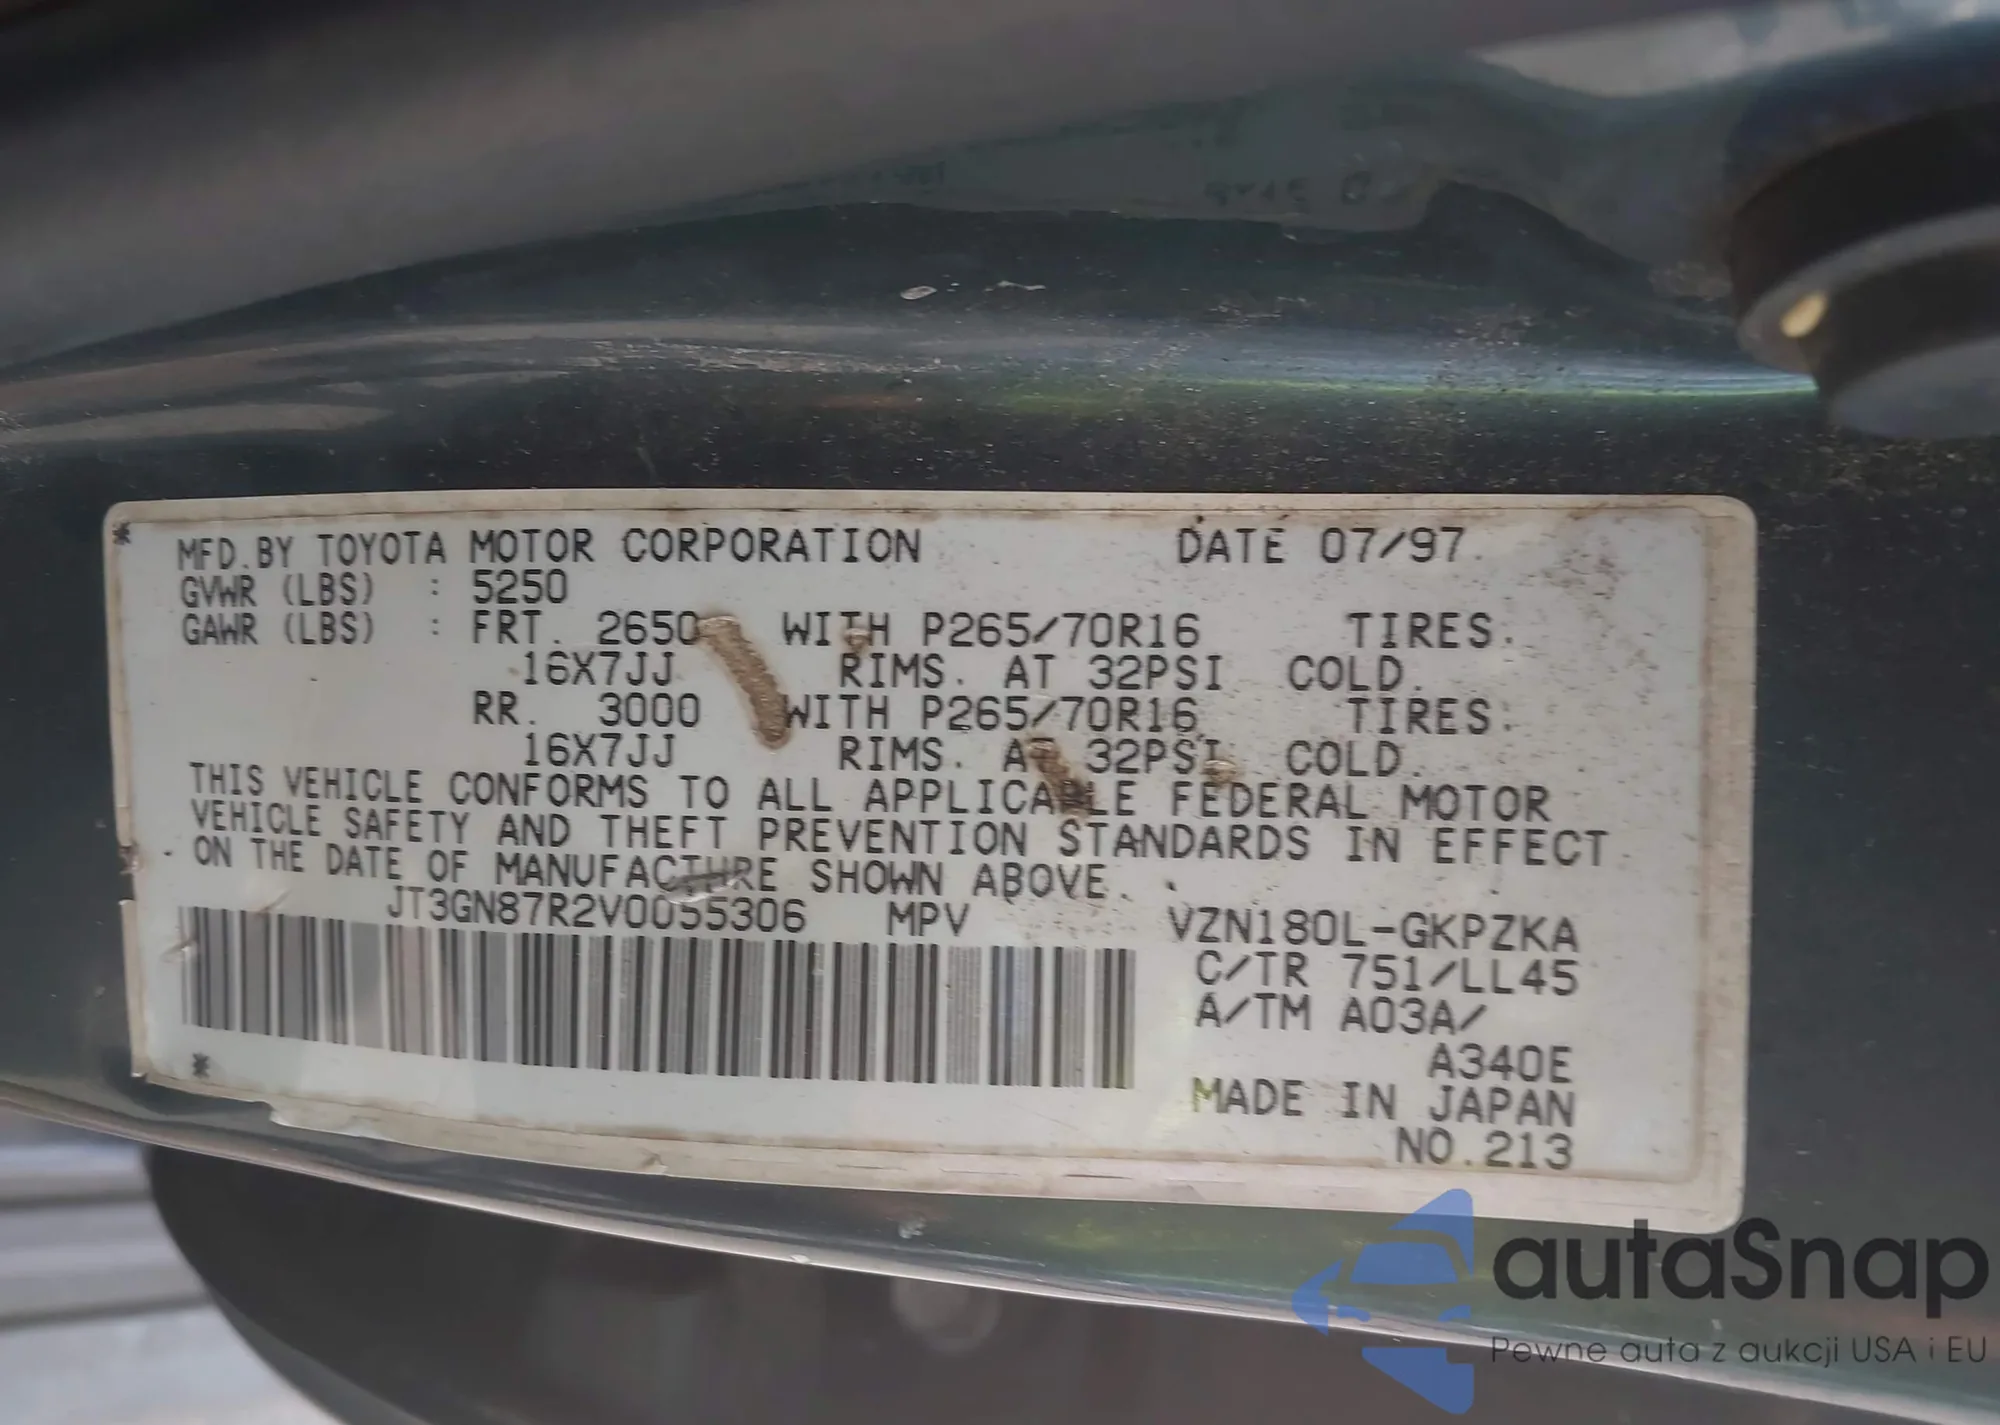 MFD.BY TOYOTA MOTOR CORPORATION DATE 07/97.
GVWR (LBS) : 5250
GAWR (LBS) : FRT. 2650 WITH P265/70R16 TIRES.
16X7JJ RIMS. AT 32PSI COLD.
RR. 3000 WITH P265/70R16 TIRES.
16X7JJ RIMS. AT 32PSI COLD.
THIS VEHICLE CONFORMS TO ALL APPLICABLE FEDERAL MOTOR
VEHICLE SAFETY AND THEFT PREVENTION STANDARDS IN EFFECT
ON THE DATE OF MANUFACTURE SHOWN ABOVE.
JT3GN87R2V0055306 MPV VZN180L-GKPZKA
C/TR 751/LL45
A/TM A03A/
A340E
MADE IN JAPAN
NO.213
autaSnap
Pewne auta z aukcji USA i EU